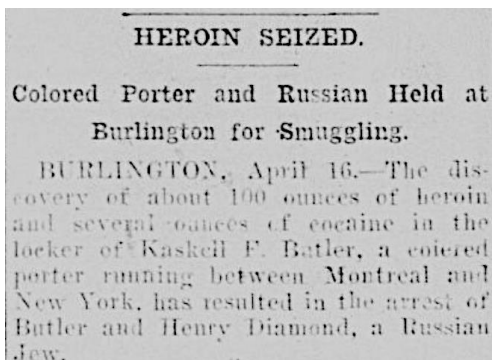 HEROIN SEIZED.
Colored Porter and Russian Held at
Burlington for Smuggling.
BURLINGTON, April 16.—The dis-
covery of about 100 ounces of heroin
and several ounces of cocaine in the
locker of Kaskell F. Butler, a colered
porter running between Montreal and
New York, has resulted in the arrest of
Butler and Henry Diamond, a Russian
Jew.